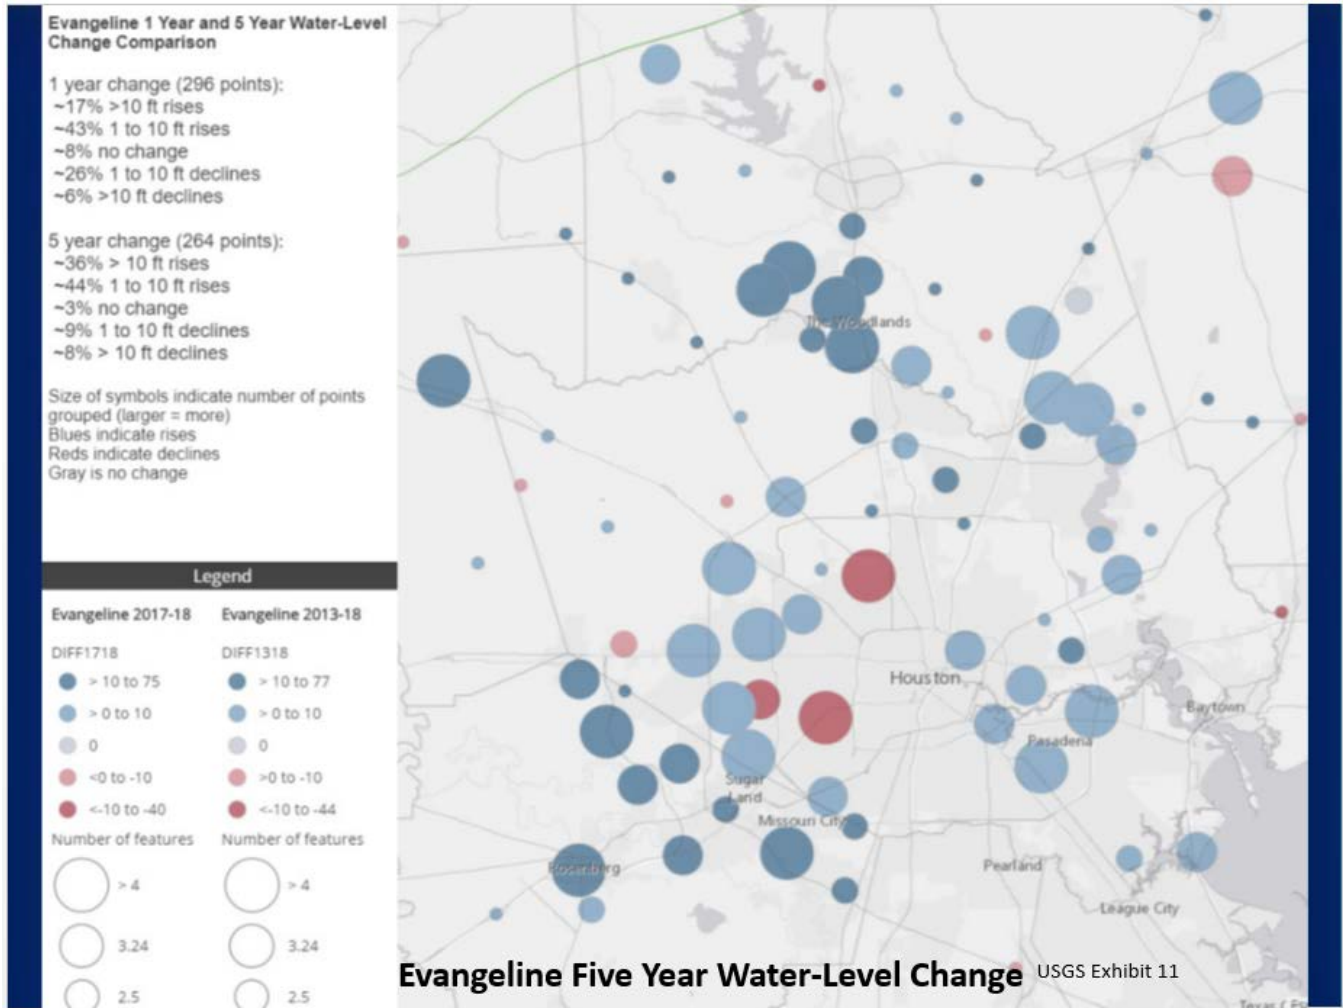 Evangeline 1 Year and 5 Year Water-Level
Change Comparison
1 year change (296 points):
~17% >10 ft rises
~43% 1 to 10 ft rises
~8% no change
~26% 1 to 10 ft declines
~6% >10 ft declines
5 year change (264 points):
~36% > 10 ft rises
~44% 1 to 10 ft rises
~3% no change
~9% 1 to 10 ft declines
~8% > 10 ft declines
Size of symbols indicate number of points
grouped (larger = more)
Blues indicate rises
Reds indicate declines
Gray is no change
Legend
Evangeline 2017-18
DIFF1718
> 10 to 75
> 0 to 10
0
<0 to -10
<-10 to -40
Number of features
> 4
3.24
2.5
Evangeline 2013-18
DIFF1318
> 10 to 77
> 0 to 10
0
>0 to -10
<-10 to -44
Number of features
> 4
3.24
2.5
The Woodlands
Houston
Baytown
Pasadena
Sugar
Land
Missouri City
Rosenberg
Pearland
League City
Evangeline Five Year Water-Level Change
USGS Exhibit 11